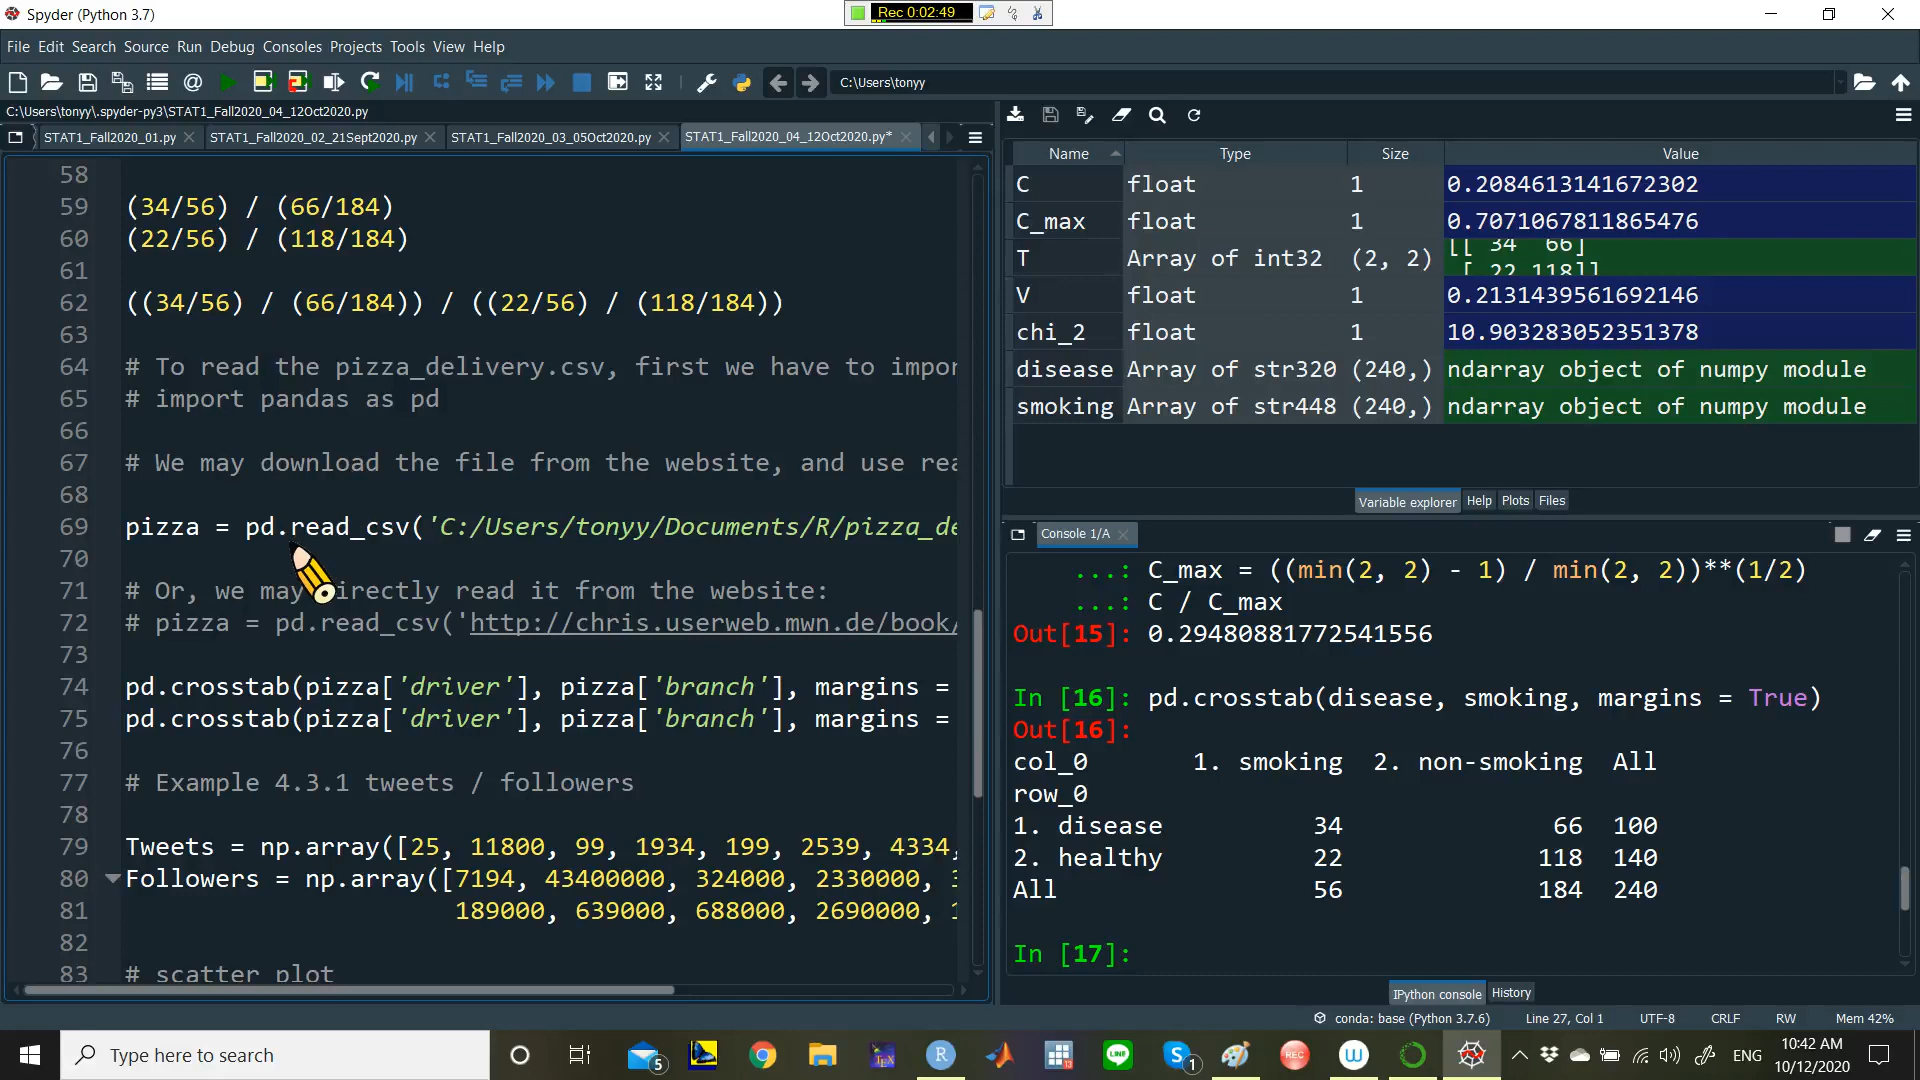 Spyder (Python 3.7)
Rec 0:02:49
File Edit Search Source Run Debug Consoles Projects Tools View Help
C:\Users\tonyy
C:\Users\tonyy\.spyder-py3\STAT1_Fall2020_04_12Oct2020.py
STAT1_Fall2020_01.py STAT1_Fall2020_02_21Sept2020.py STAT1_Fall2020_03_05Oct2020.py STAT1_Fall2020_04_12Oct2020.py*
58
59 (34/56) / (66/184)
60 (22/56) / (118/184)
61
62 ((34/56) / (66/184)) / ((22/56) / (118/184))
63
64 # To read the pizza_delivery.csv, first we have to impor
65 # import pandas as pd
66
67 # We may download the file from the website, and use rea
68
69 pizza = pd.read_csv('C:/Users/tonyy/Documents/R/pizza_de
70
71 # Or, we may directly read it from the website:
72 # pizza = pd.read_csv('http://chris.userweb.mwn.de/book/
73
74 pd.crosstab(pizza['driver'], pizza['branch'], margins =
75 pd.crosstab(pizza['driver'], pizza['branch'], margins =
76
77 # Example 4.3.1 tweets / followers
78
79 Tweets = np.array([25, 11800, 99, 1934, 199, 2539, 4334,
80 Followers = np.array([7194, 43400000, 324000, 2330000,
81 189000, 639000, 688000, 2690000,
82
83 # scatter plot
Name Type Size Value
C float 1 0.2084613141672302
C_max float 1 0.7071067811865476
T Array of int32 (2, 2) [[ 34 66]
[ 22 118]]
V float 1 0.2131439561692146
chi_2 float 1 10.903283052351378
disease Array of str320 (240,) ndarray object of numpy module
smoking Array of str448 (240,) ndarray object of numpy module
Variable explorer Help Plots Files
Console 1/A
...: C_max = ((min(2, 2) - 1) / min(2, 2))**(1/2)
...: C / C_max
Out[15]: 0.29480881772541556
In [16]: pd.crosstab(disease, smoking, margins = True)
Out[16]:
col_0 1. smoking 2. non-smoking All
row_0
1. disease 34 66 100
2. healthy 22 118 140
All 56 184 240
In [17]:
IPython console History
conda: base (Python 3.7.6) Line 27, Col 1 UTF-8 CRLF RW Mem 42%
Type here to search
5
13
1
ENG
10:42 AM
10/12/2020